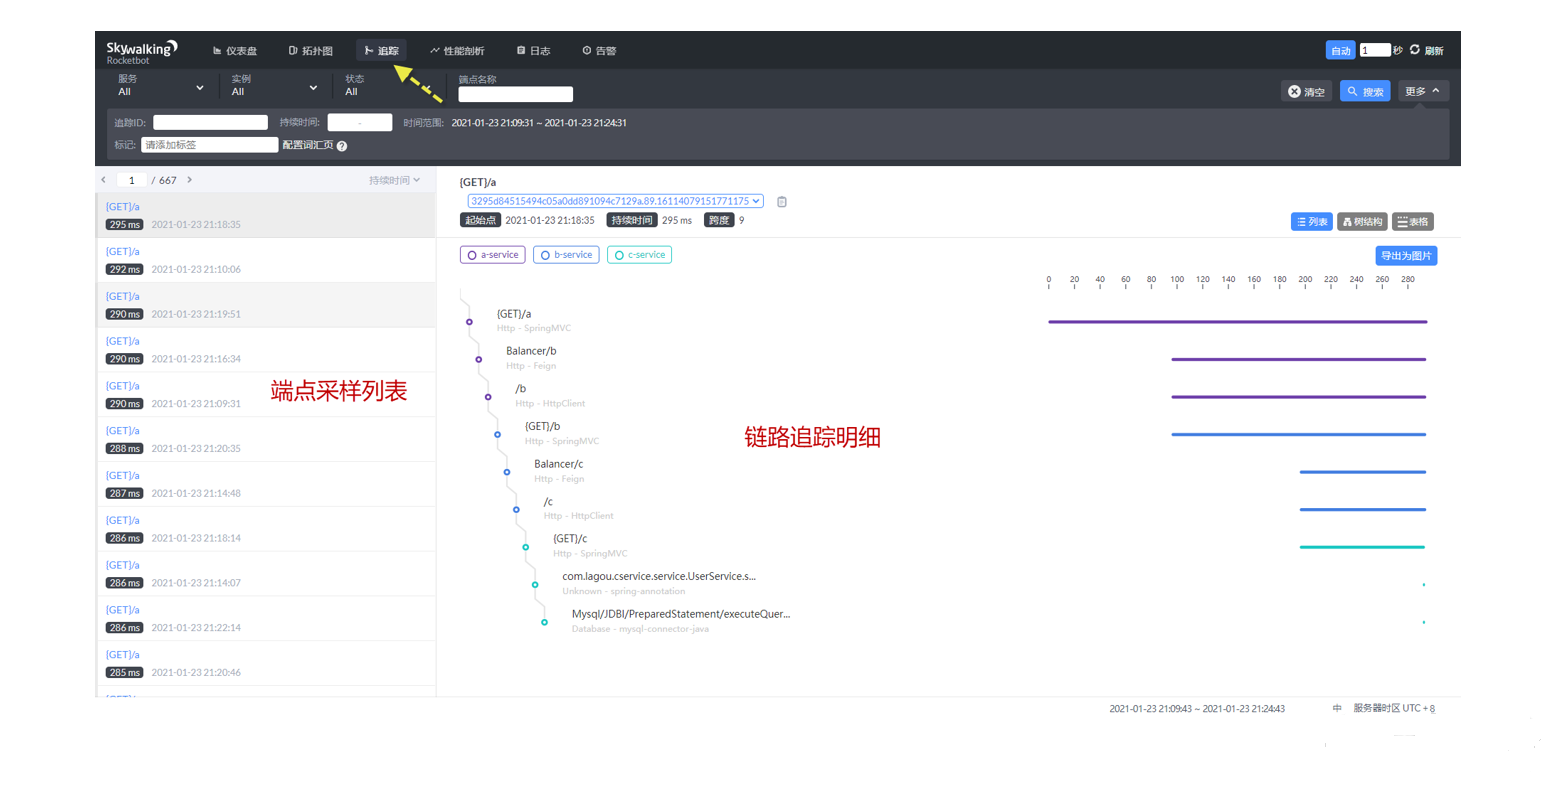 Skywalking
Rocketbot
仪表盘 拓扑图 追踪 性能剖析 日志 告警
自动 1 秒 刷新
服务 实例 状态 端点名称
All All All
清空 搜索 更多
追踪ID: 持续时间: - 时间范围: 2021-01-23 21:09:31 ~ 2021-01-23 21:24:31
标记: 请添加标签 配置词汇页 ?
1 / 667 持续时间
{GET}/a
295 ms 2021-01-23 21:18:35
{GET}/a
292 ms 2021-01-23 21:10:06
{GET}/a
290 ms 2021-01-23 21:19:51
{GET}/a
290 ms 2021-01-23 21:16:34
{GET}/a
290 ms 2021-01-23 21:09:31
端点采样列表
{GET}/a
288 ms 2021-01-23 21:20:35
{GET}/a
287 ms 2021-01-23 21:14:48
{GET}/a
286 ms 2021-01-23 21:18:14
{GET}/a
286 ms 2021-01-23 21:14:07
{GET}/a
286 ms 2021-01-23 21:22:14
{GET}/a
285 ms 2021-01-23 21:20:46
{GET}/a
3295d84515494c05a0dd891094c7129a.89.16114079151771175
起始点 2021-01-23 21:18:35 持续时间 295 ms 跨度 9
列表 树结构 表格
a-service b-service c-service
导出为图片
0 20 40 60 80 100 120 140 160 180 200 220 240 260 280
{GET}/a
Http - SpringMVC
Balancer/b
Http - Feign
/b
Http - HttpClient
{GET}/b
Http - SpringMVC
链路追踪明细
Balancer/c
Http - Feign
/c
Http - HttpClient
{GET}/c
Http - SpringMVC
com.lagou.cservice.service.UserService.s...
Unknown - spring-annotation
Mysql/JDBI/PreparedStatement/executeQuer...
Database - mysql-connector-java
2021-01-23 21:09:43 ~ 2021-01-23 21:24:43 中 服务器时区 UTC + 8